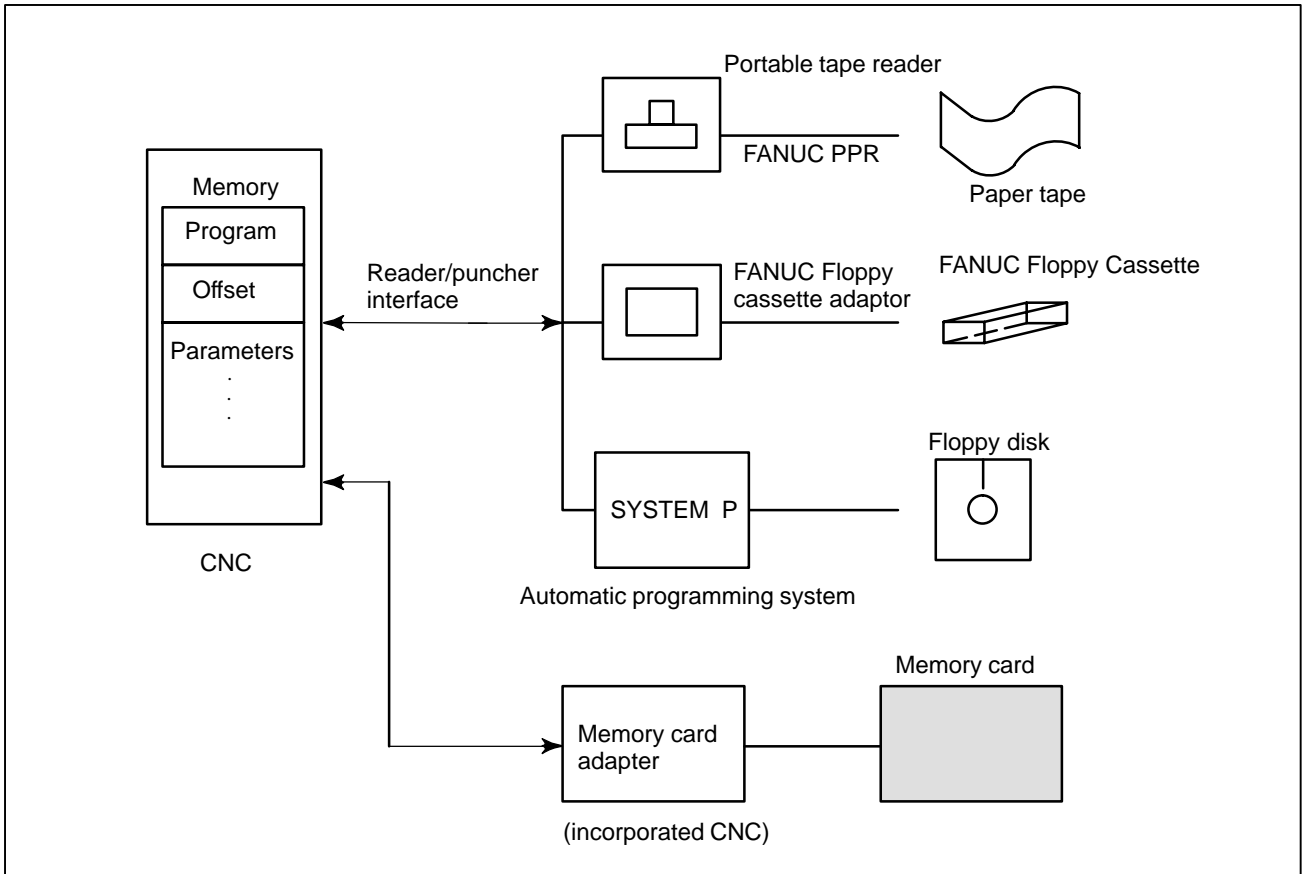 Portable tape reader
FANUC PPR
Paper tape
Memory
Program
Offset
Parameters
.
.
.
CNC
Reader/puncher
interface
FANUC Floppy
cassette adaptor
FANUC Floppy Cassette
SYSTEM P
Floppy disk
Automatic programming system
Memory card
adapter
(incorporated CNC)
Memory card